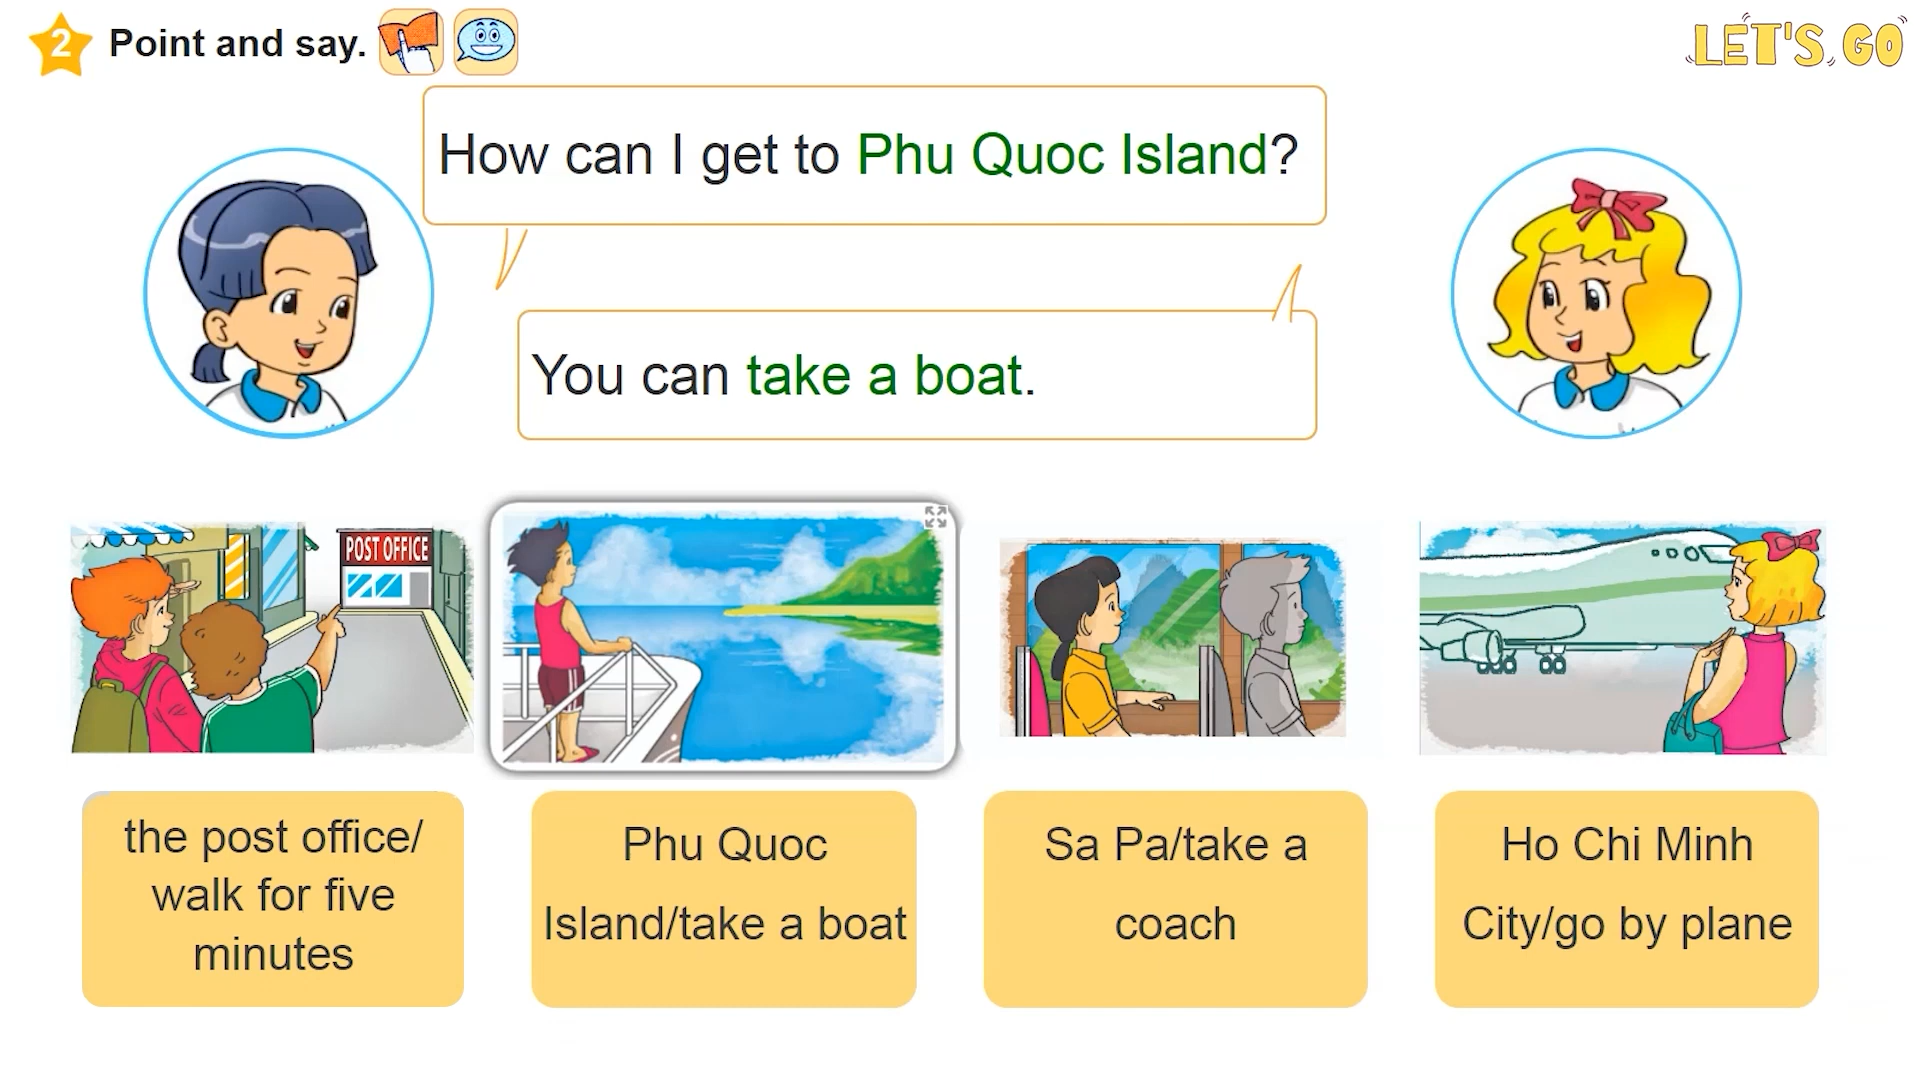 2 Point and say.
LET'S GO
How can I get to Phu Quoc Island?
You can take a boat.
POST OFFICE
the post office/
walk for five
minutes
Phu Quoc
Island/take a boat
Sa Pa/take a
coach
Ho Chi Minh
City/go by plane